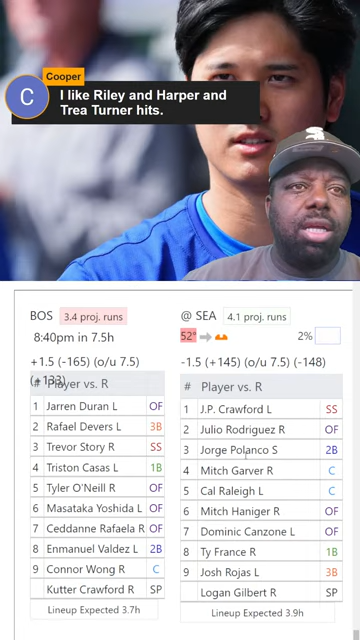 Cooper
C
I like Riley and Harper and
Trea Turner hits.
BOS 3.4 proj. runs
8:40pm in 7.5h
+1.5 (-165) (o/u 7.5)
(+133)
# Player vs. R
1 Jarren Duran L OF
2 Rafael Devers L 3B
3 Trevor Story R SS
4 Triston Casas L 1B
5 Tyler O'Neill R OF
6 Masataka Yoshida L OF
7 Ceddanne Rafaela R OF
8 Enmanuel Valdez L 2B
9 Connor Wong R C
Kutter Crawford R SP
Lineup Expected 3.7h
@ SEA 4.1 proj. runs
52° 2%
-1.5 (+145) (o/u 7.5) (-148)
# Player vs. R
1 J.P. Crawford L SS
2 Julio Rodriguez R OF
3 Jorge Polanco S 2B
4 Mitch Garver R C
5 Cal Raleigh L C
6 Mitch Haniger R OF
7 Dominic Canzone L OF
8 Ty France R 1B
9 Josh Rojas L 3B
Logan Gilbert R SP
Lineup Expected 3.9h